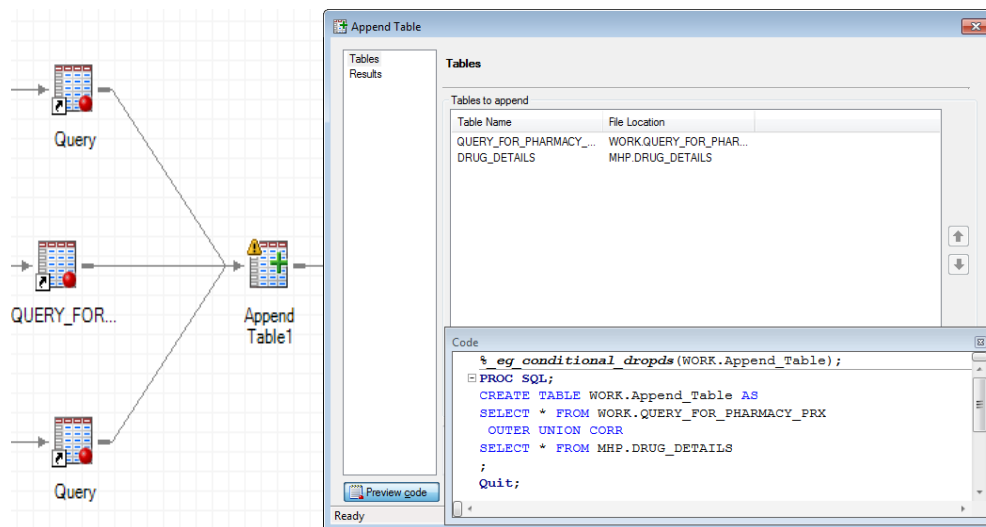 Query
QUERY_FOR...
Append
Table1
Query
Append Table
Tables
Results
Tables
Tables to append
Table Name File Location
QUERY_FOR_PHARMACY_... WORK.QUERY_FOR_PHAR...
DRUG_DETAILS MHP.DRUG_DETAILS
Code
%_eg_conditional_dropds(WORK.Append_Table);
PROC SQL;
CREATE TABLE WORK.Append_Table AS
SELECT * FROM WORK.QUERY_FOR_PHARMACY_PRX
OUTER UNION CORR
SELECT * FROM MHP.DRUG_DETAILS
;
Quit;
Preview code
Ready